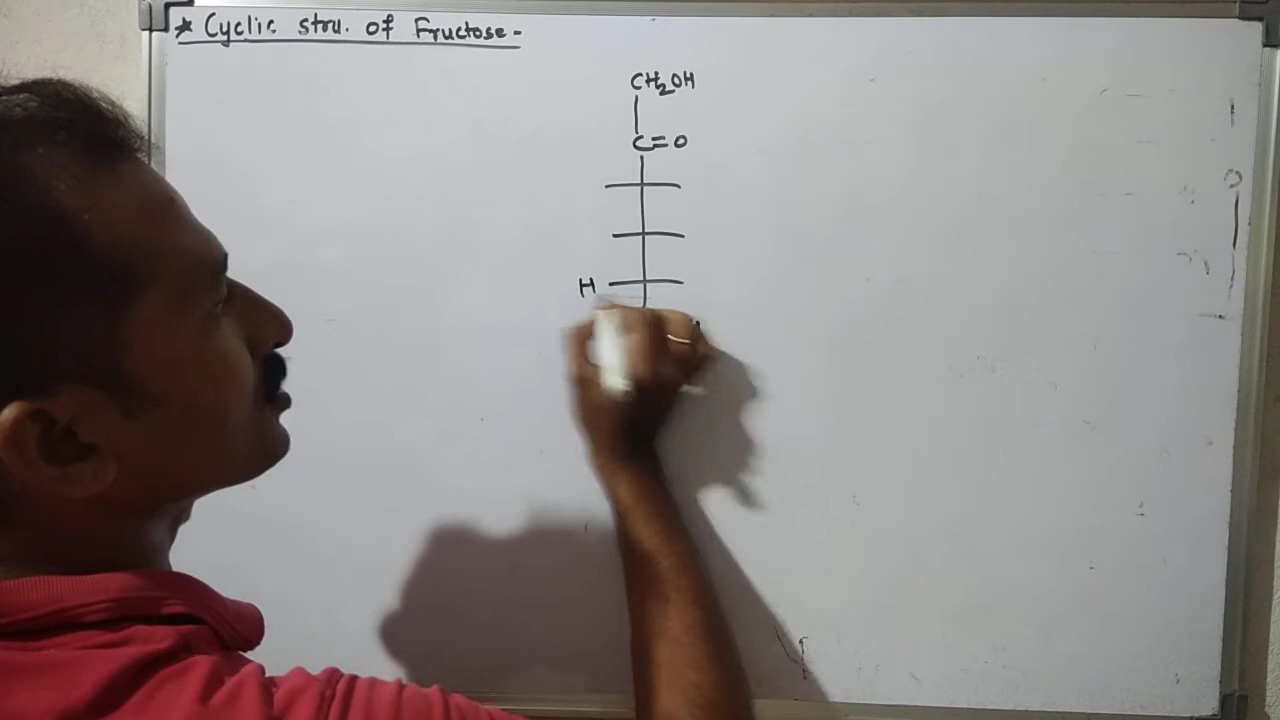 * Cyclic stru. of Fructose-
CH₂OH
C=O
H